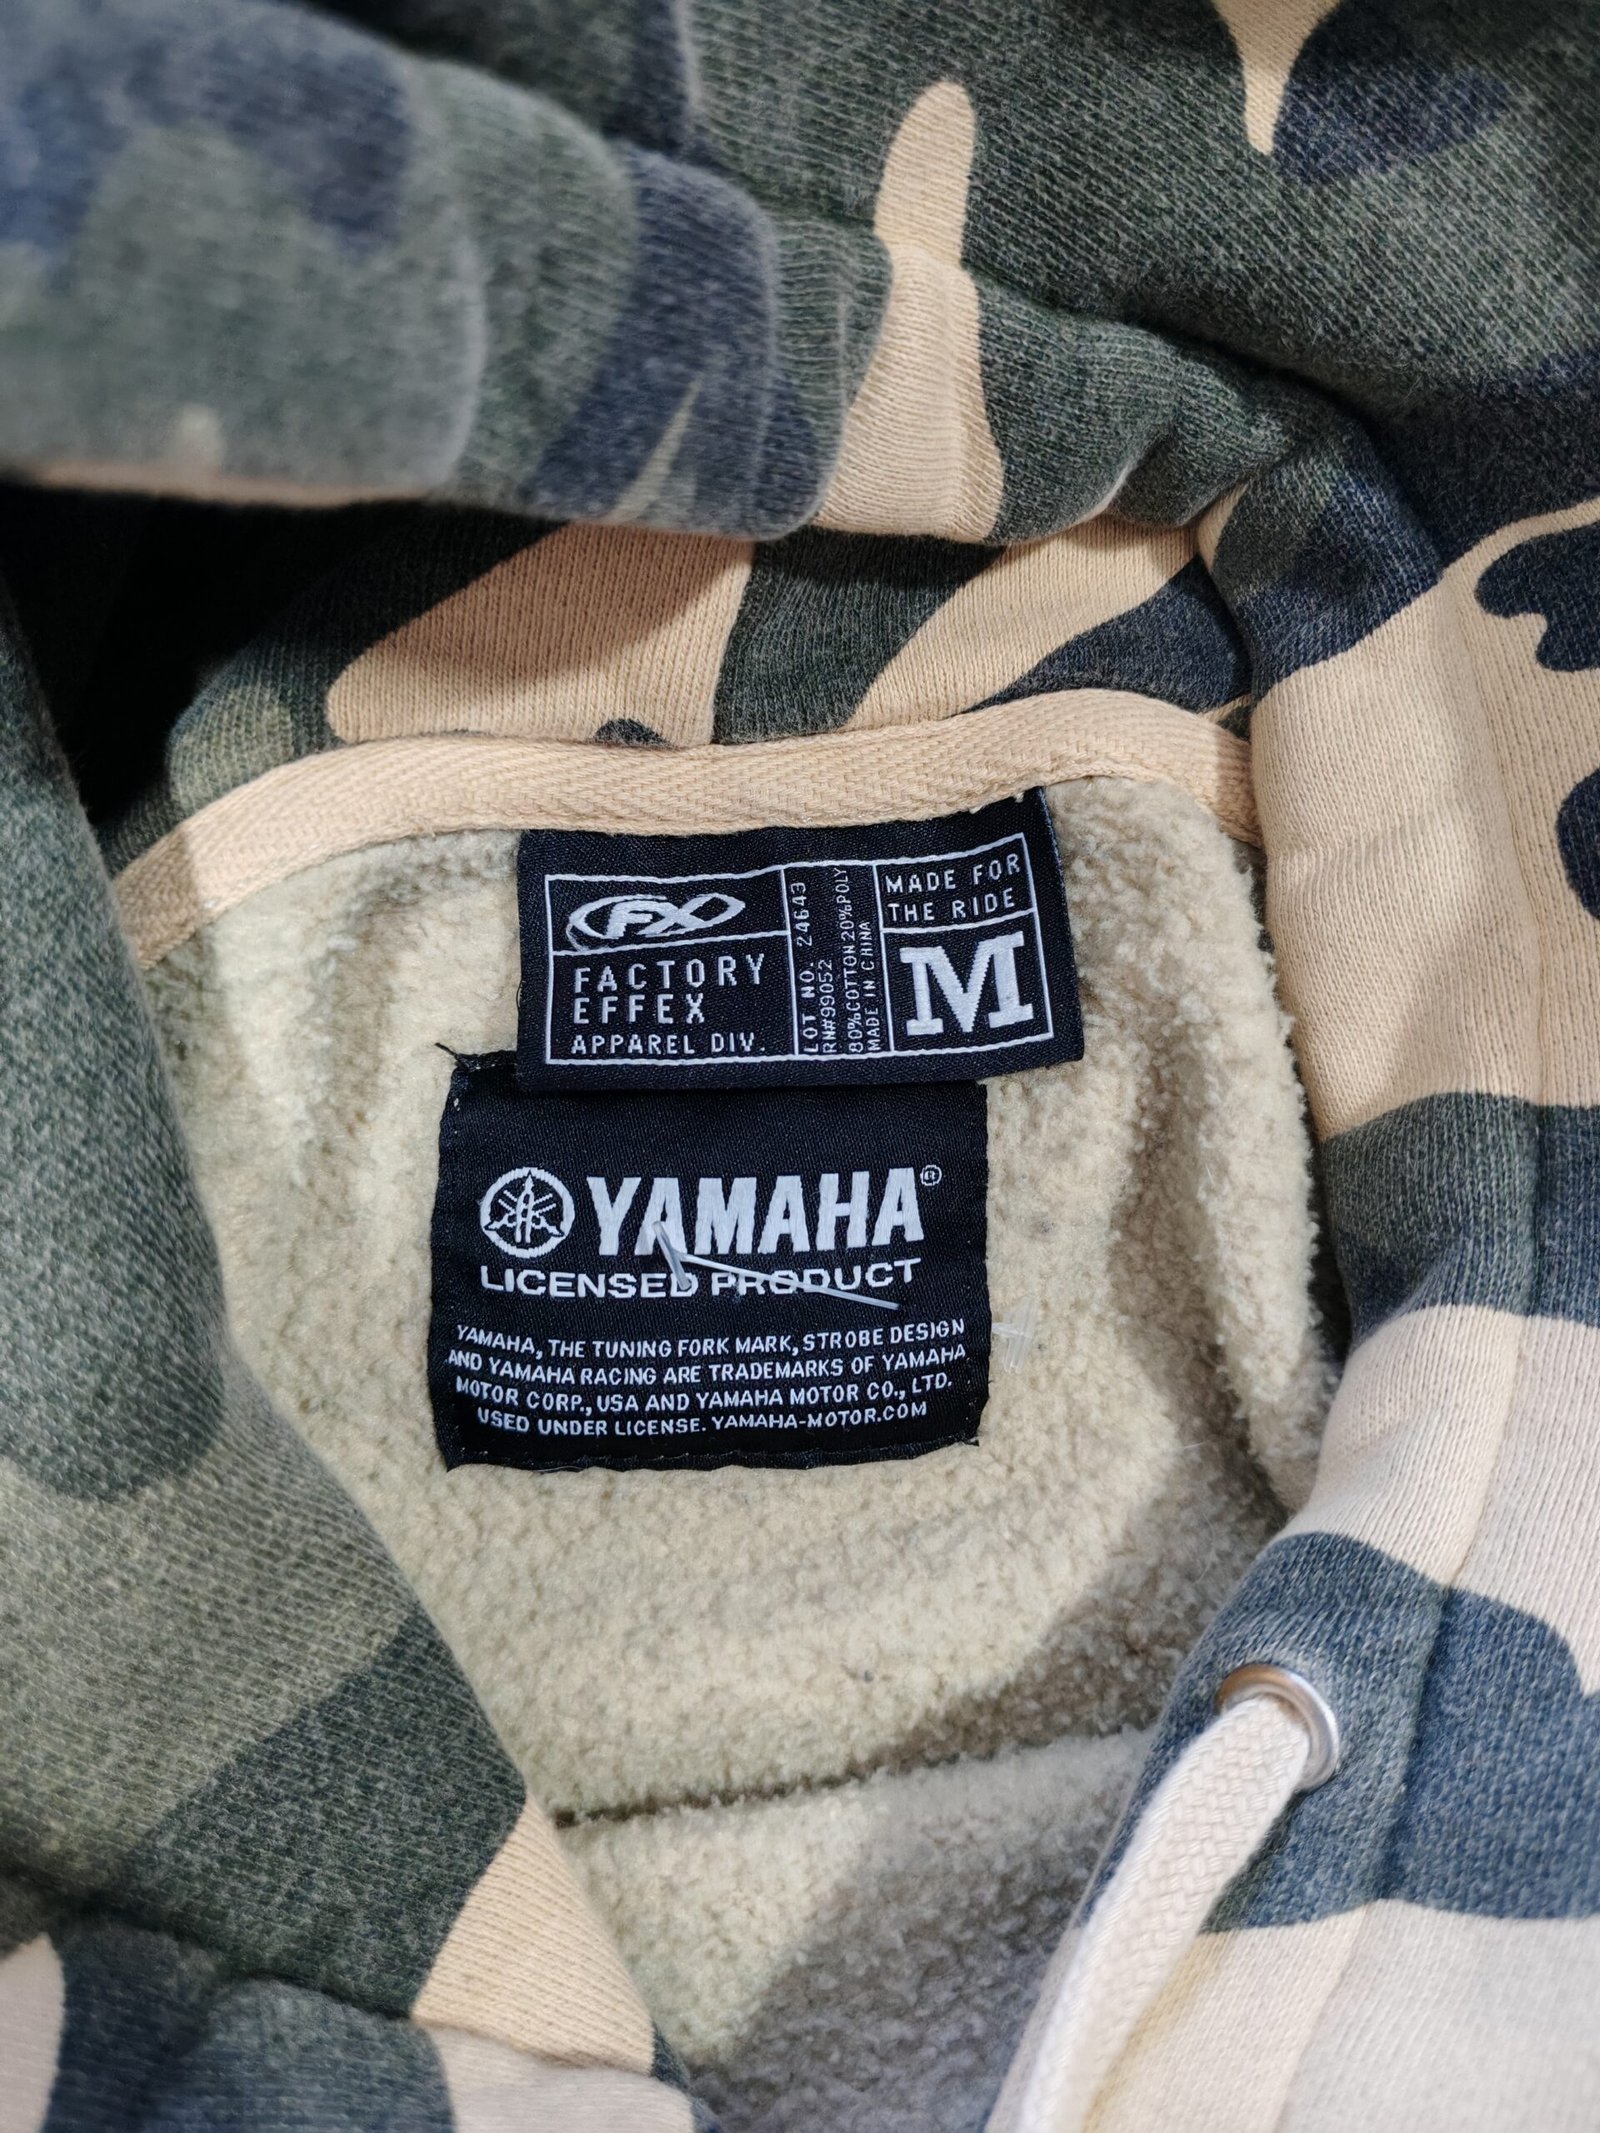 FX
FACTORY
EFFEX
APPAREL DIV.
LOT NO. 24643
RN#99052
80%COTTON 20%POLY
MADE IN CHINA
MADE FOR
THE RIDE
M
YAMAHA®
LICENSED PRODUCT
YAMAHA, THE TUNING FORK MARK, STROBE DESIGN
AND YAMAHA RACING ARE TRADEMARKS OF YAMAHA
MOTOR CORP., USA AND YAMAHA MOTOR CO., LTD.
USED UNDER LICENSE. YAMAHA-MOTOR.COM